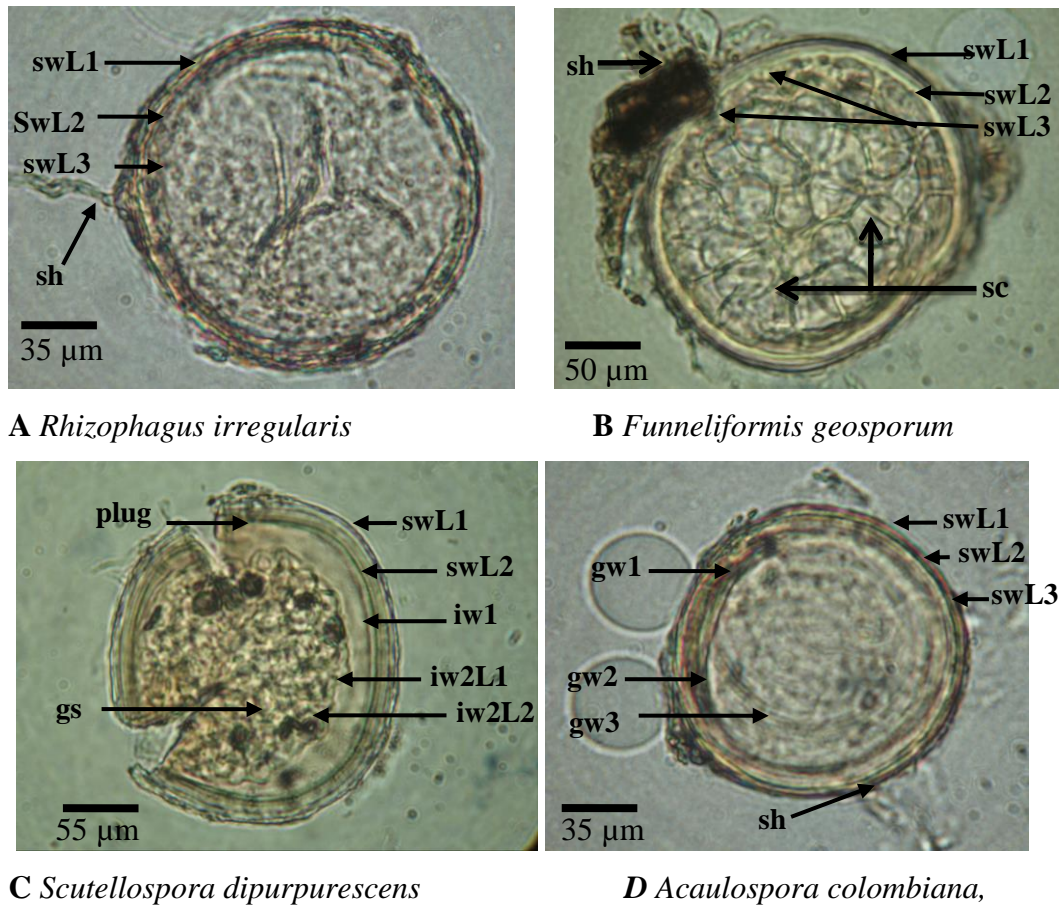 swL1
SwL2
swL3
sh
35 µm
A Rhizophagus irregularis
sh
swL1
swL2
swL3
sc
50 µm
B Funneliformis geosporum
plug
swL1
swL2
iw1
iw2L1
gs
iw2L2
55 µm
C Scutellospora dipurpurescens
swL1
swL2
gw1
swL3
gw2
gw3
35 µm
sh
D Acaulospora colombiana,